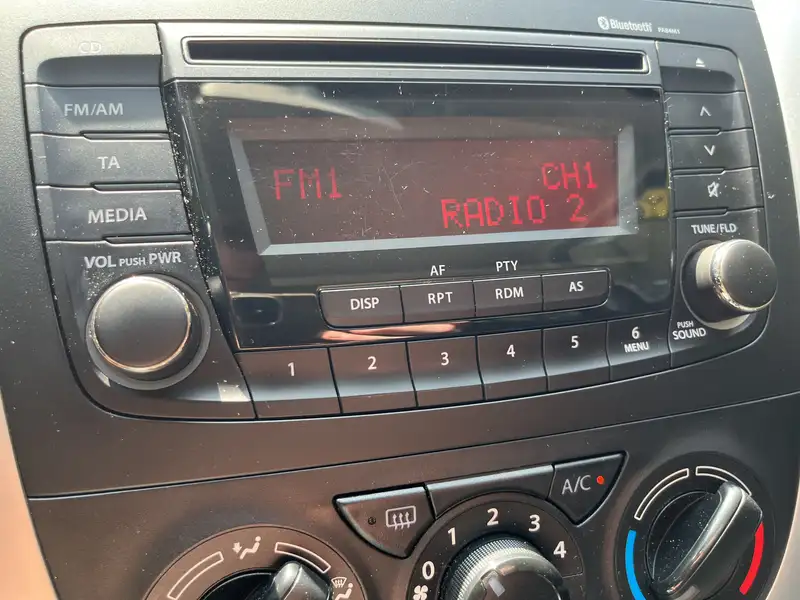 Bluetooth
CD
FM/AM
TA
MEDIA
VOL PUSH PWR
FM1
CH1
RADIO 2
TUNE/FLD
PUSH
SOUND
AF
PTY
DISP
RPT
RDM
AS
1
2
3
4
5
6
MENU
A/C
0
1
2
3
4